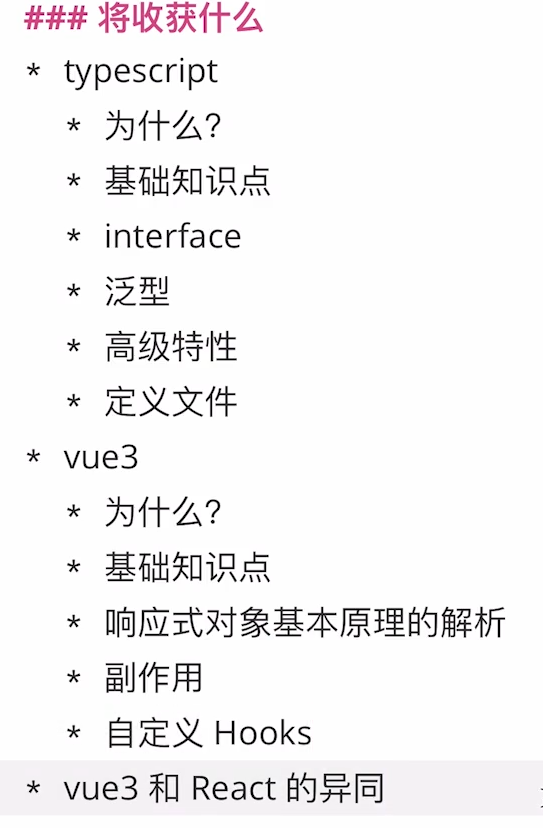 ### 将收获什么
* typescript
* 为什么?
* 基础知识点
* interface
* 泛型
* 高级特性
* 定义文件
* vue3
* 为什么?
* 基础知识点
* 响应式对象基本原理的解析
* 副作用
* 自定义 Hooks
* vue3 和 React 的异同